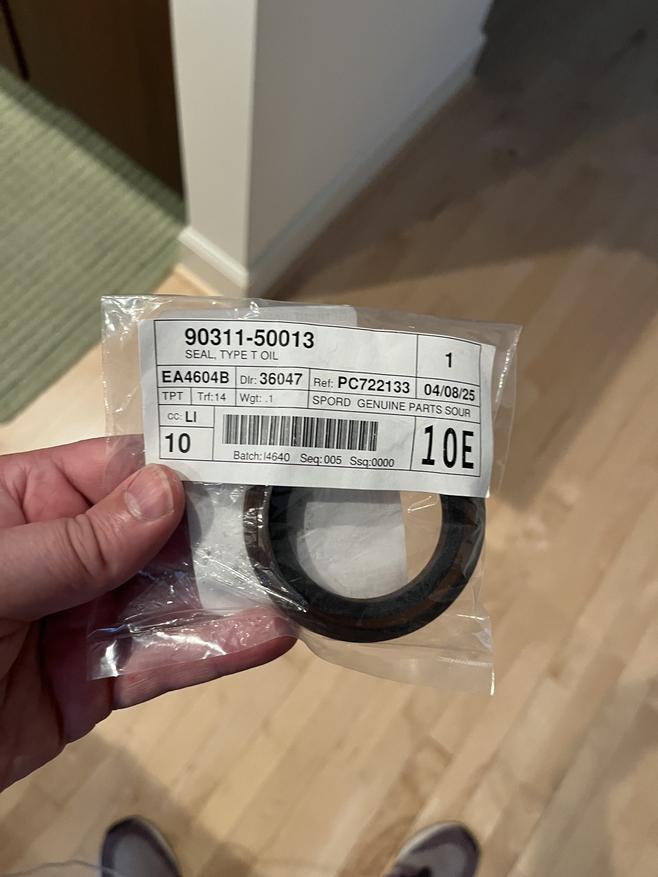 90311-50013
SEAL, TYPE T OIL
1
EA4604B Dlr: 36047 Ref: PC722133 04/08/25
TPT Trf:14 Wgt: .1 SPORD GENUINE PARTS SOUR
CC: LI
10
Batch:I4640 Seq:005 Ssq:0000
10E